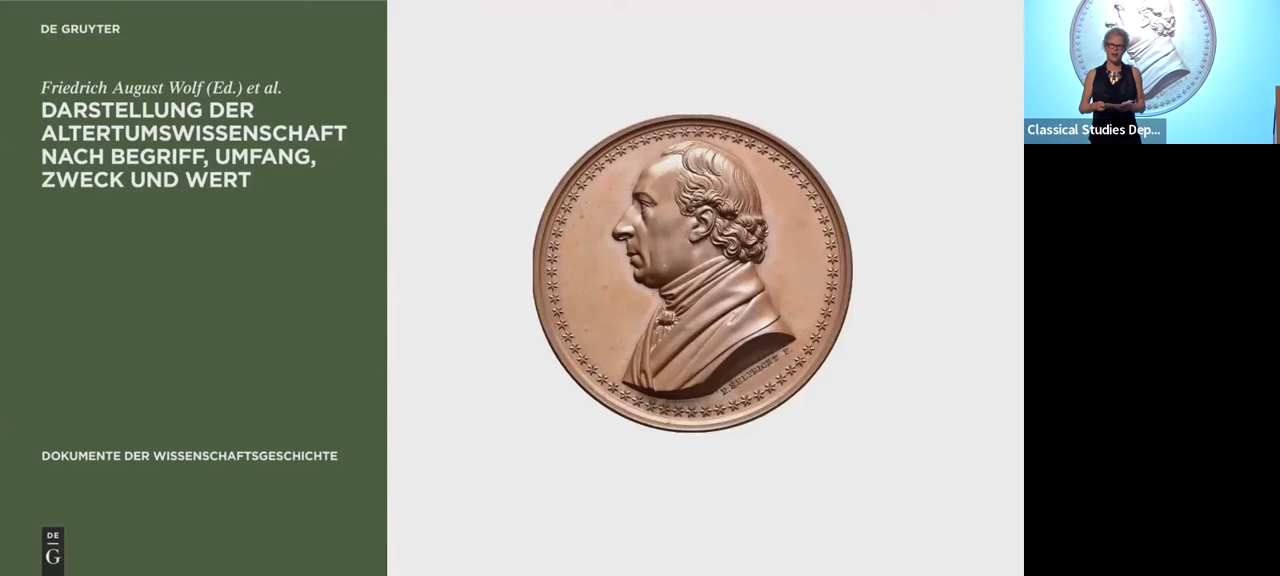 DE GRUYTER
Friedrich August Wolf (Ed.) et al.
DARSTELLUNG DER
ALTERTUMSWISSENSCHAFT
NACH BEGRIFF, UMFANG,
ZWECK UND WERT
DOKUMENTE DER WISSENSCHAFTSGESCHICHTE
DE
G
Classical Studies Dep...